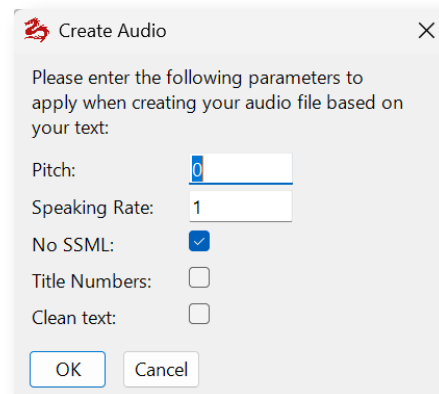 Create Audio
Please enter the following parameters to
apply when creating your audio file based on
your text:
Pitch: 0
Speaking Rate: 1
No SSML:
Title Numbers:
Clean text:
OK Cancel